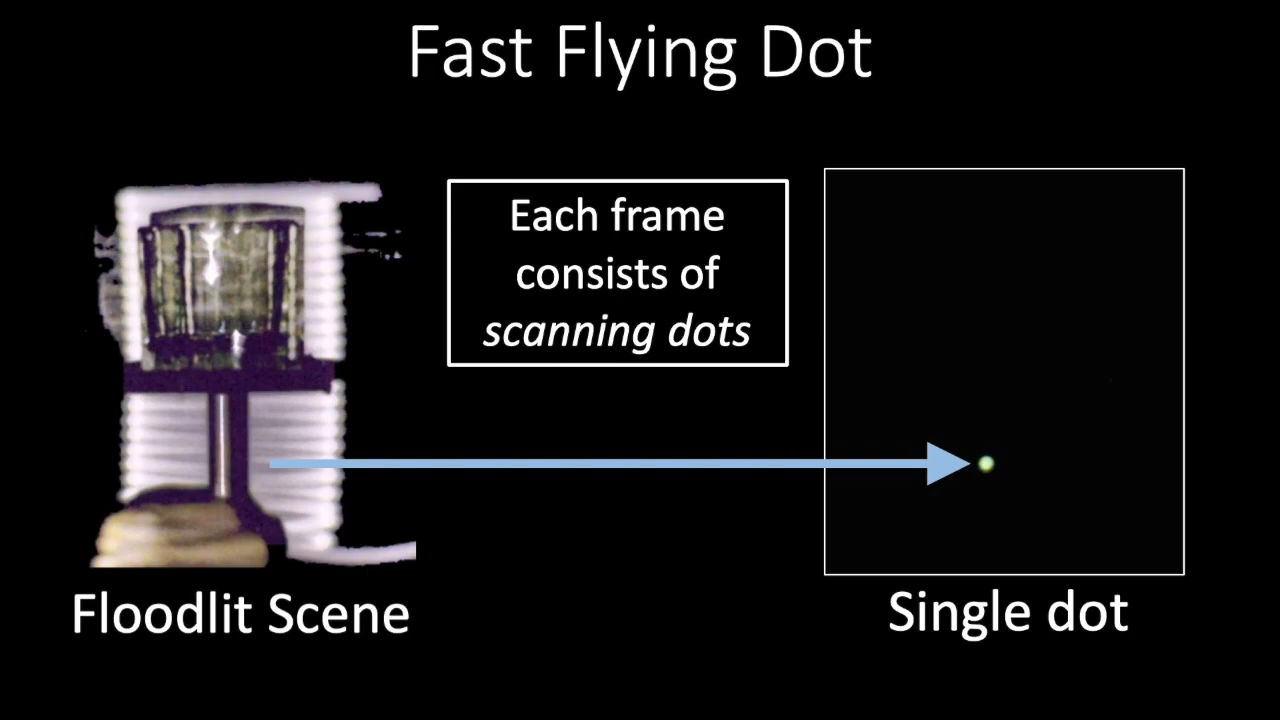 Fast Flying Dot
Each frame
consists of
scanning dots
Floodlit Scene
Single dot